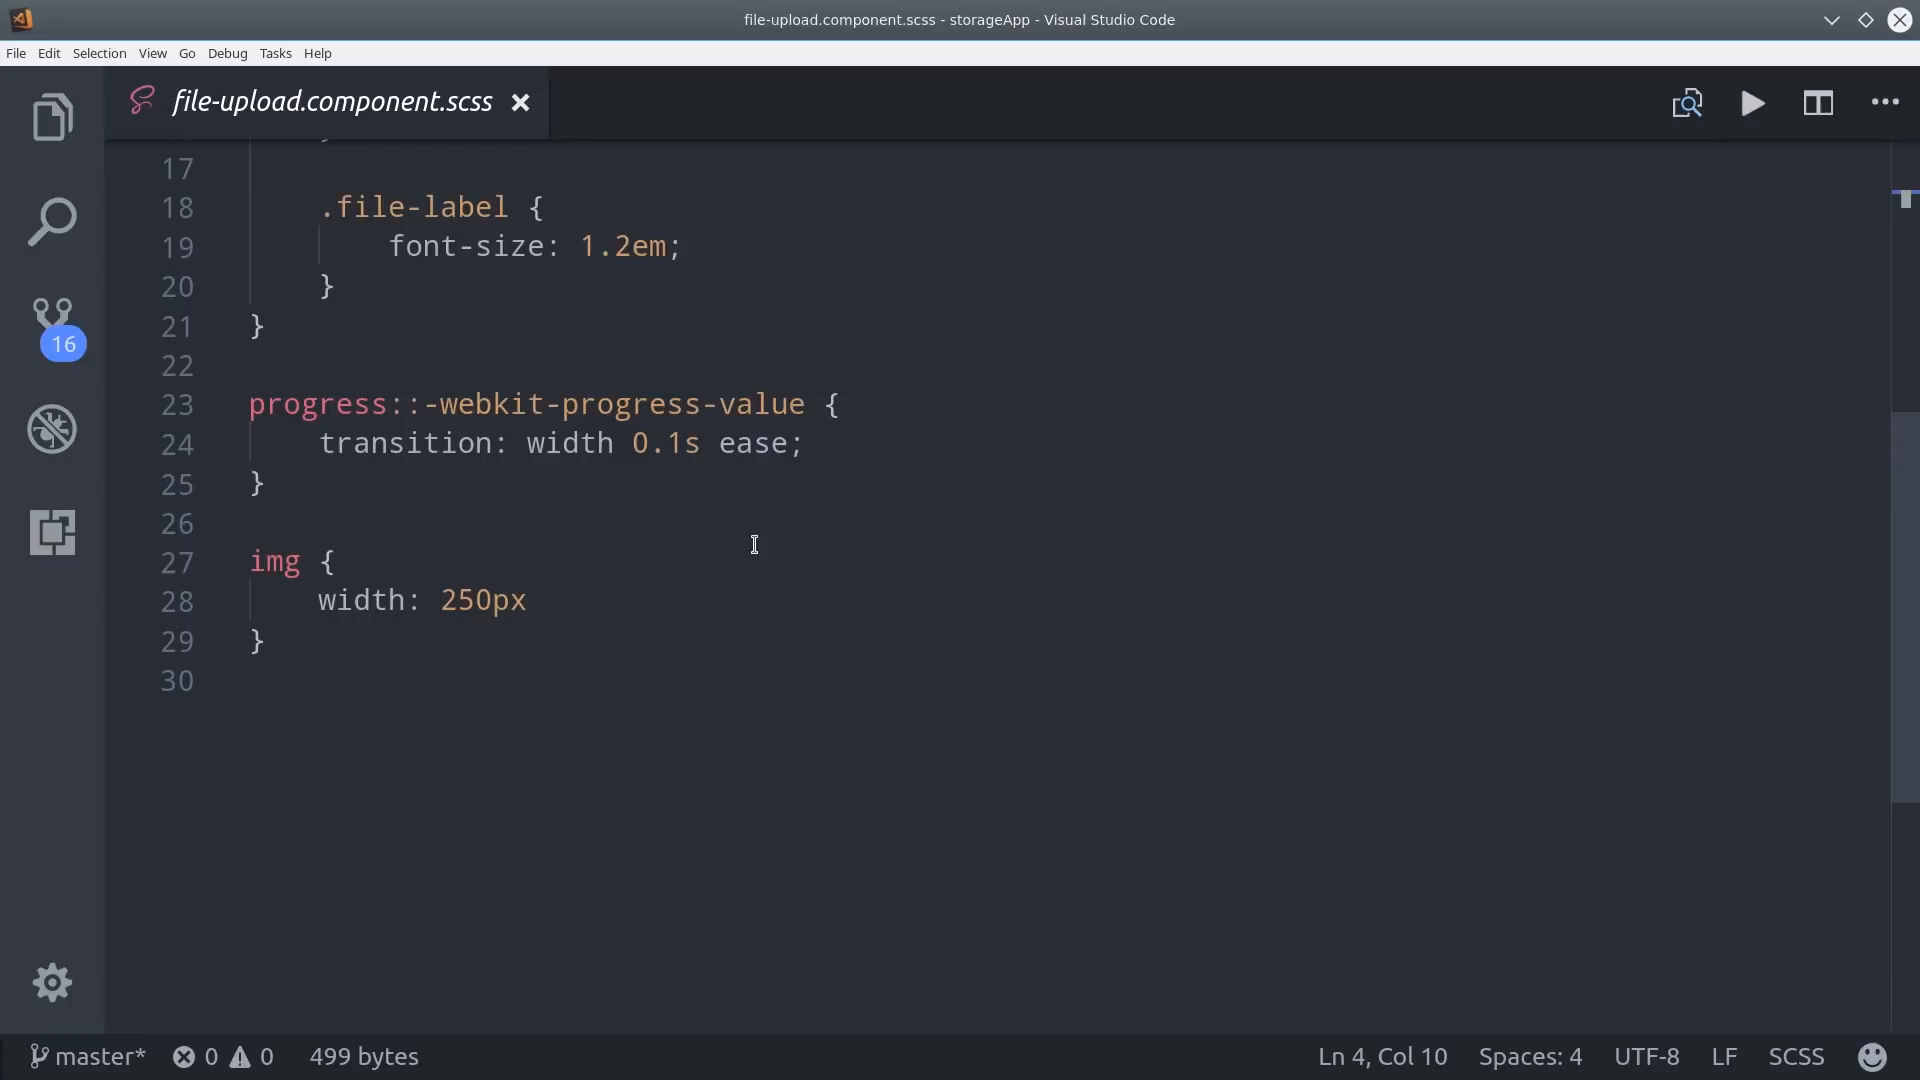 file-upload.component.scss - storageApp - Visual Studio Code
File Edit Selection View Go Debug Tasks Help
file-upload.component.scss
17
18 .file-label {
19 font-size: 1.2em;
20 }
21 }
22
23 progress::-webkit-progress-value {
24 transition: width 0.1s ease;
25 }
26
27 img {
28 width: 250px
29 }
30
16
master* 0 0 499 bytes Ln 4, Col 10 Spaces: 4 UTF-8 LF SCSS